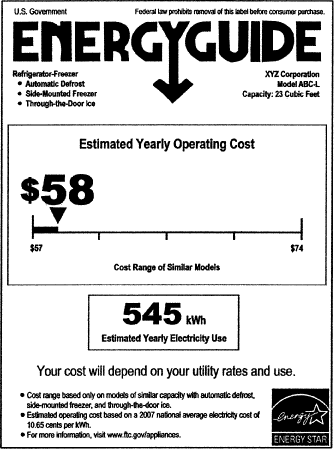 U.S. Government Federal law prohibits removal of this label before consumer purchase.
ENERGYGUIDE
Refrigerator-Freezer
• Automatic Defrost
• Side-Mounted Freezer
• Through-the-Door Ice
XYZ Corporation
Model ABC-L
Capacity: 23 Cubic Feet
Estimated Yearly Operating Cost
$58
$57 $74
Cost Range of Similar Models
545 kWh
Estimated Yearly Electricity Use
Your cost will depend on your utility rates and use.
• Cost range based only on models of similar capacity with automatic defrost,
side-mounted freezer, and through-the-door ice.
• Estimated operating cost based on a 2007 national average electricity cost of
10.65 cents per kWh.
• For more information, visit www.ftc.gov/appliances.
energy
ENERGY STAR